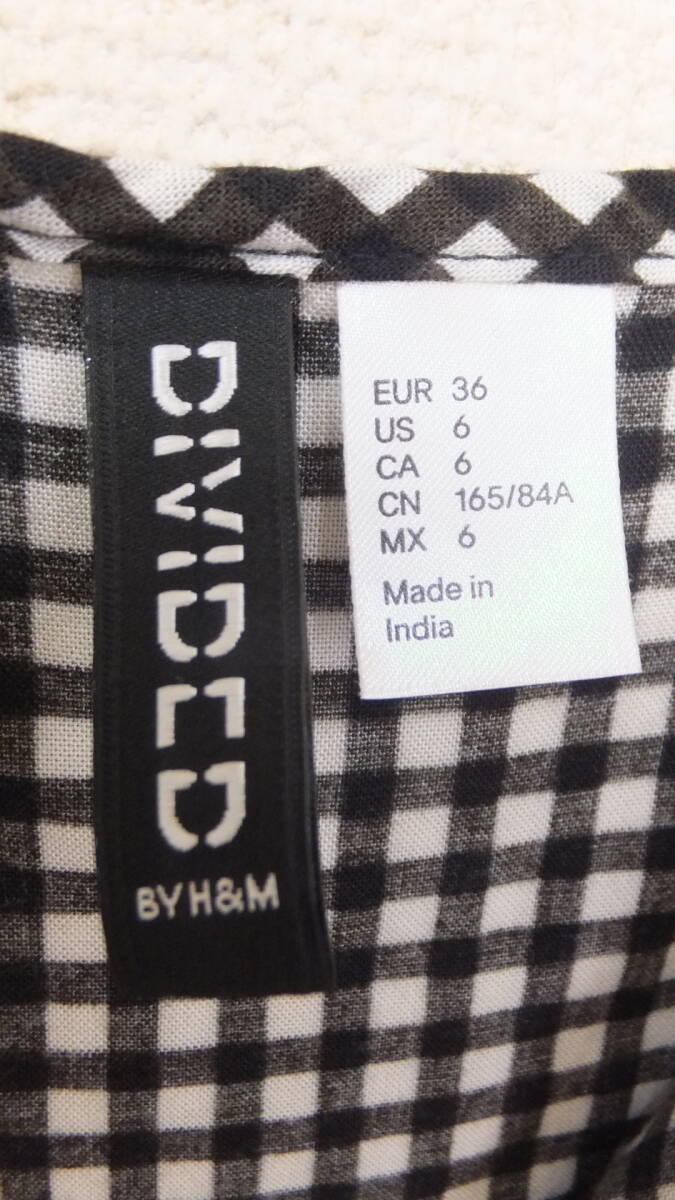 DIVIDED
BY H&M
EUR 36
US 6
CA 6
CN 165/84A
MX 6
Made in
India